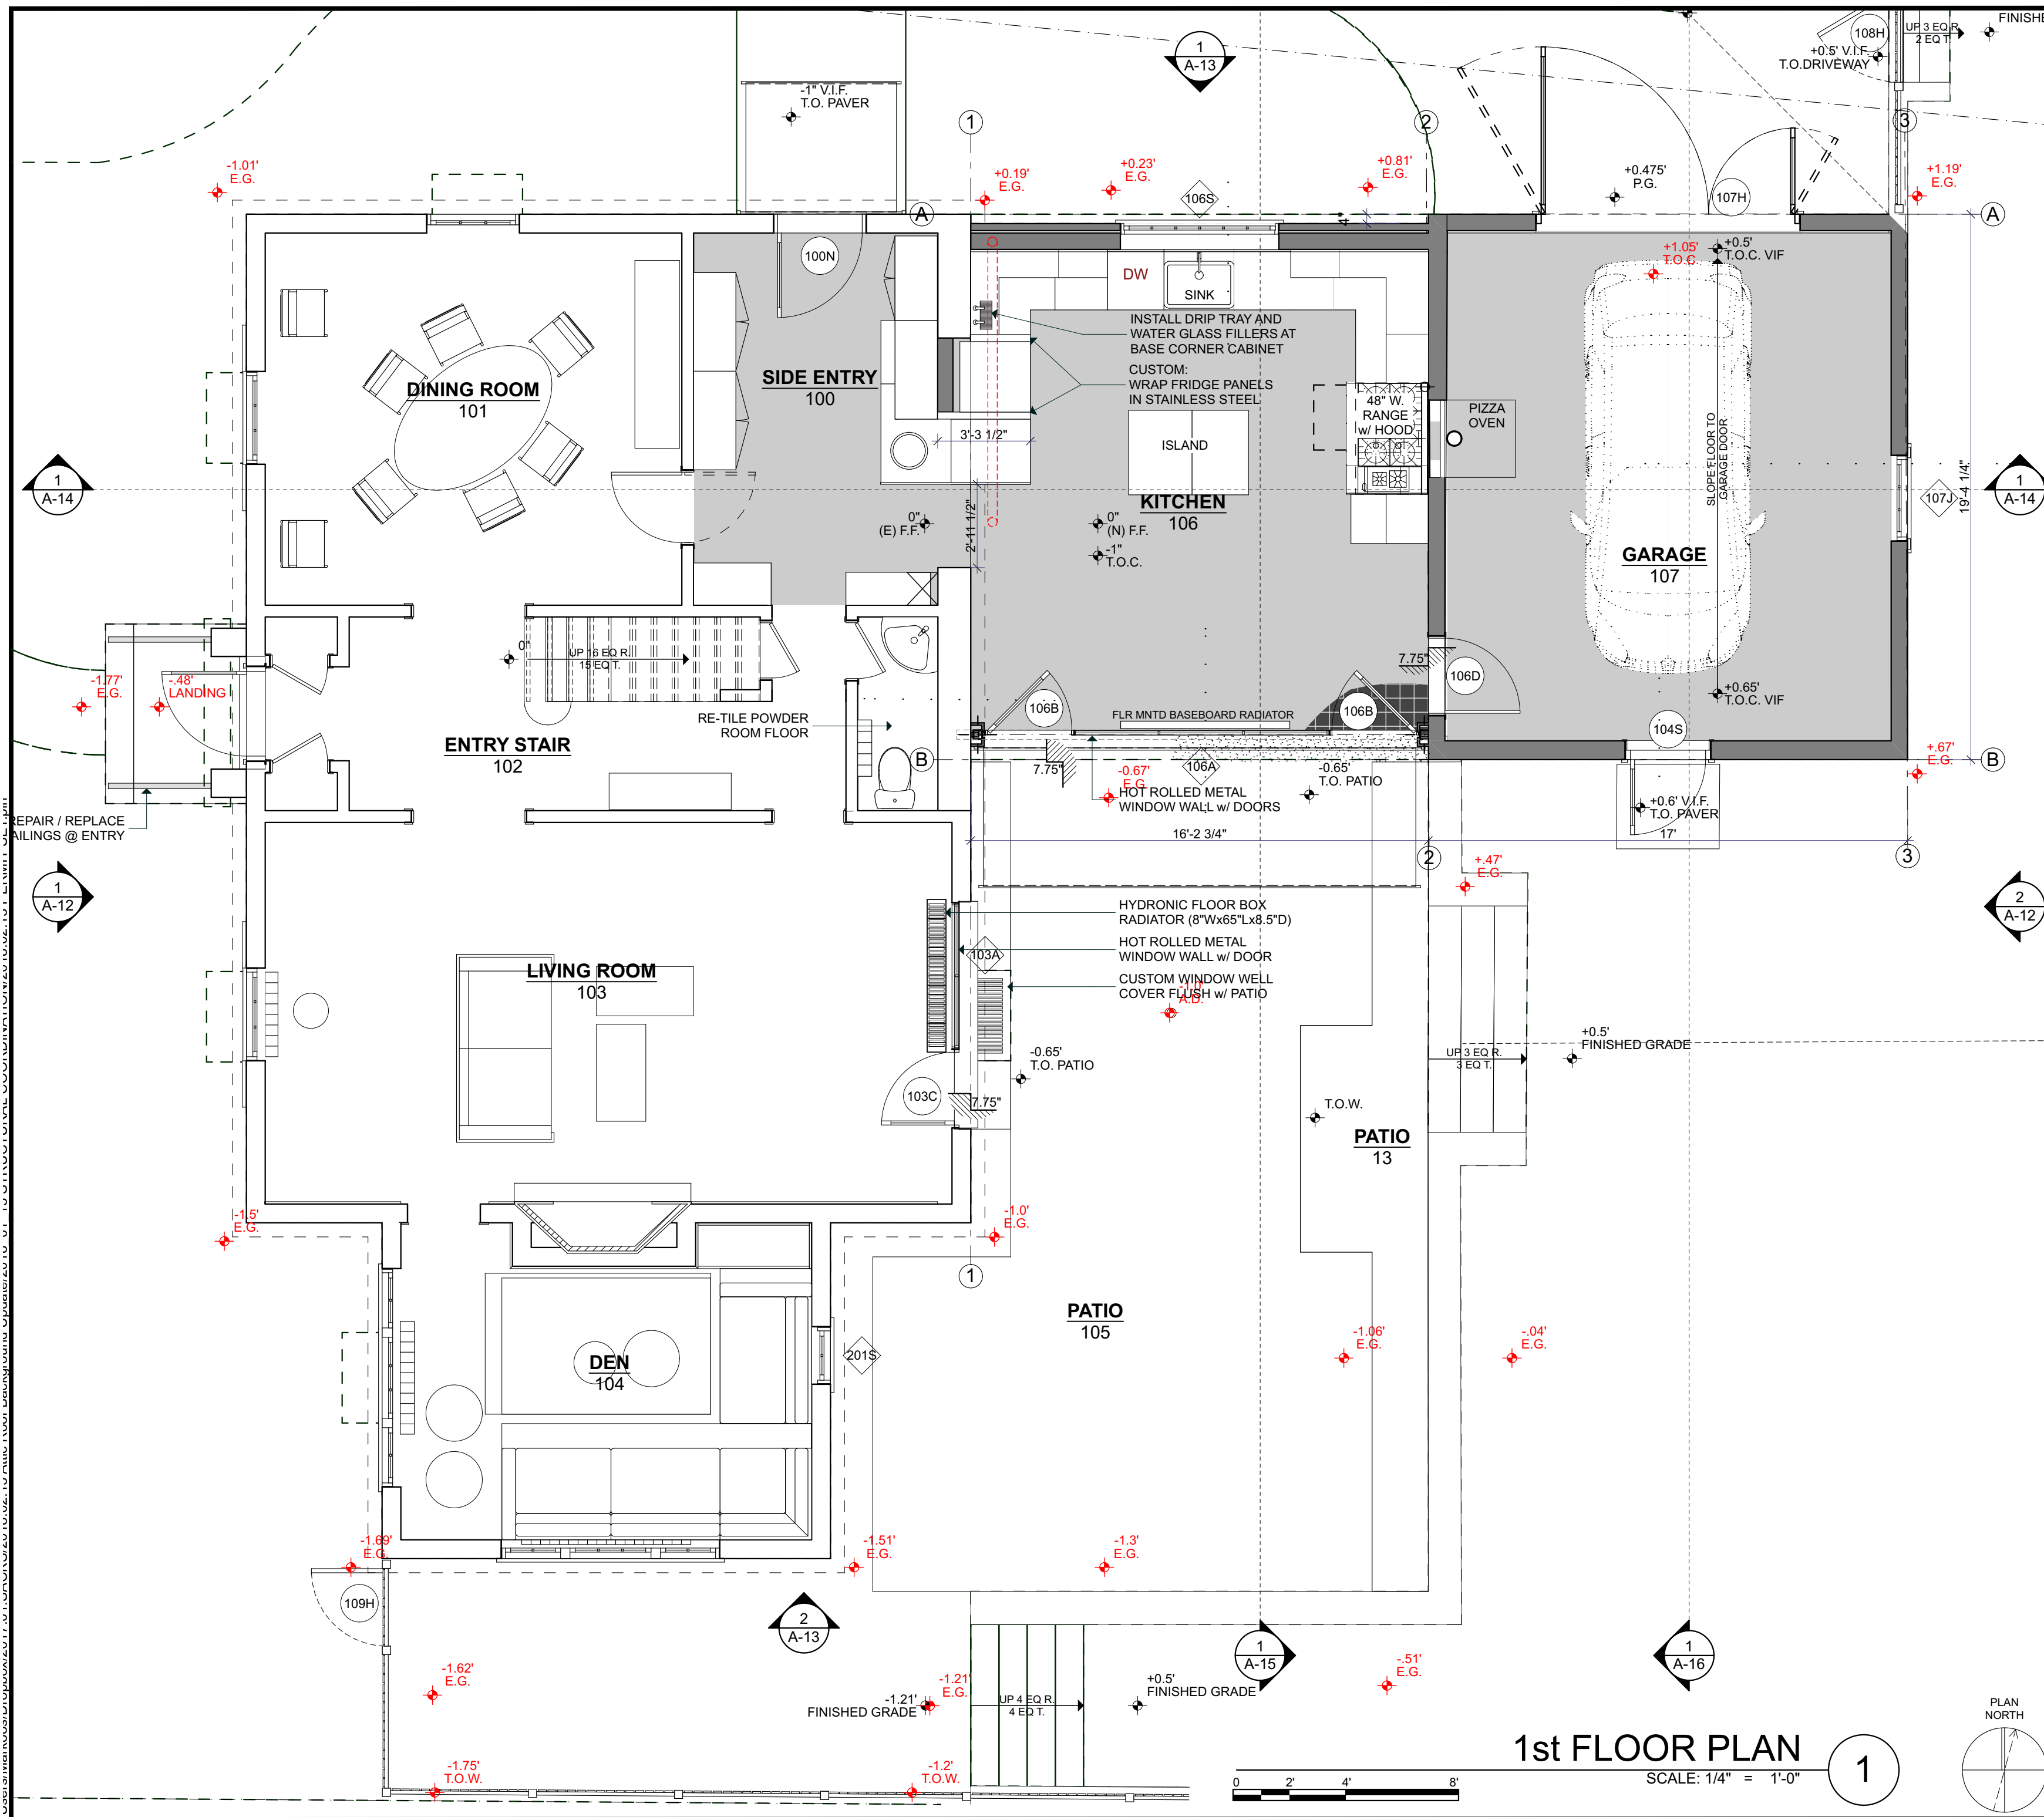 FINISHE
108H
UP 3 EQ R.
2 EQ T.
+0.5' V.I.F.
T.O.DRIVEWAY
1
A-13
-1" V.I.F.
T.O. PAVER
1
2
3
-1.01'
E.G.
+0.19'
E.G.
+0.23'
E.G.
+0.81'
E.G.
+0.475'
P.G.
+1.19'
E.G.
106S
107H
A
4"
A
100N
+1.05'
T.O.C.
+0.5'
T.O.C. VIF
DW
SINK
INSTALL DRIP TRAY AND
WATER GLASS FILLERS AT
BASE CORNER CABINET
CUSTOM:
WRAP FRIDGE PANELS
IN STAINLESS STEEL
DINING ROOM
101
SIDE ENTRY
100
48" W.
RANGE
w/ HOOD
PIZZA
OVEN
3'-3 1/2"
ISLAND
SLOPE FLOOR TO
GARAGE DOOR
1
A-14
KITCHEN
106
1
A-14
107J
19'-4 1/4"
0"
(E) F.F.
2'-11 1/2"
0"
(N) F.F.
-1"
T.O.C.
GARAGE
107
0"
UP 16 EQ R.
15 EQ T.
7.75"
106D
-1.77'
E.G.
-.48'
LANDING
+0.65'
T.O.C. VIF
RE-TILE POWDER
ROOM FLOOR
106B
FLR MNTD BASEBOARD RADIATOR
106B
104S
ENTRY STAIR
102
B
7.75"
-0.67'
E.G.
106A
-0.65'
T.O. PATIO
+.67'
E.G.
B
HOT ROLLED METAL
WINDOW WALL w/ DOORS
+0.6' V.I.F.
T.O. PAVER
REPAIR / REPLACE
AILINGS @ ENTRY
16'-2 3/4"
17'
2
3
+.47'
E.G.
1
A-12
2
A-12
HYDRONIC FLOOR BOX
RADIATOR (8"Wx65"Lx8.5"D)
HOT ROLLED METAL
WINDOW WALL w/ DOOR
103A
LIVING ROOM
103
CUSTOM WINDOW WELL
COVER FLUSH w/ PATIO
-1.0'
A.D.
+0.5'
FINISHED GRADE
-0.65'
T.O. PATIO
UP 3 EQ R.
3 EQ T.
103C
7.75"
T.O.W.
PATIO
13
-1.5'
E.G.
-1.0'
E.G.
1
PATIO
105
-1.06'
E.G.
-.04'
E.G.
201S
DEN
104
-1.69'
E.G.
-1.51'
E.G.
-1.3'
E.G.
109H
2
A-13
1
A-15
1
A-16
-1.62'
E.G.
-1.21'
FINISHED GRADE
-1.21'
E.G.
UP 4 EQ R.
4 EQ T.
+0.5'
FINISHED GRADE
-.51'
E.G.
PLAN
NORTH
-1.75'
T.O.W.
-1.2'
T.O.W.
1st FLOOR PLAN
1
SCALE: 1/4" = 1'-0"
0 2' 4' 8'